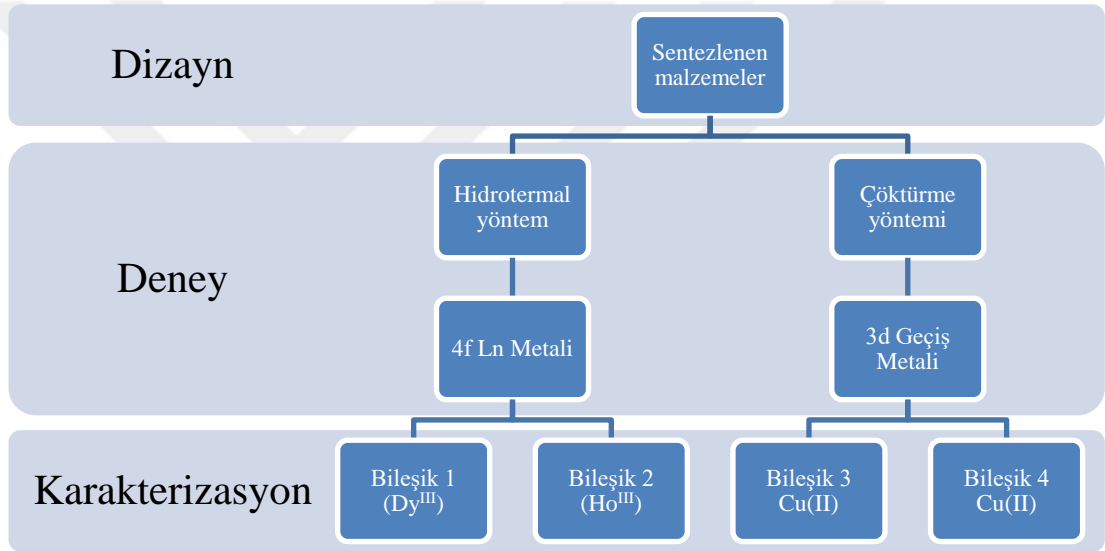 Dizayn
Sentezlenen
malzemeler
Deney
Hidrotermal
yöntem
Çöktürme
yöntemi
4f Ln Metali
3d Geçiş
Metali
Karakterizasyon
Bileşik 1
(Dyᴵᴵᴵ)
Bileşik 2
(Hoᴵᴵᴵ)
Bileşik 3
Cu(II)
Bileşik 4
Cu(II)